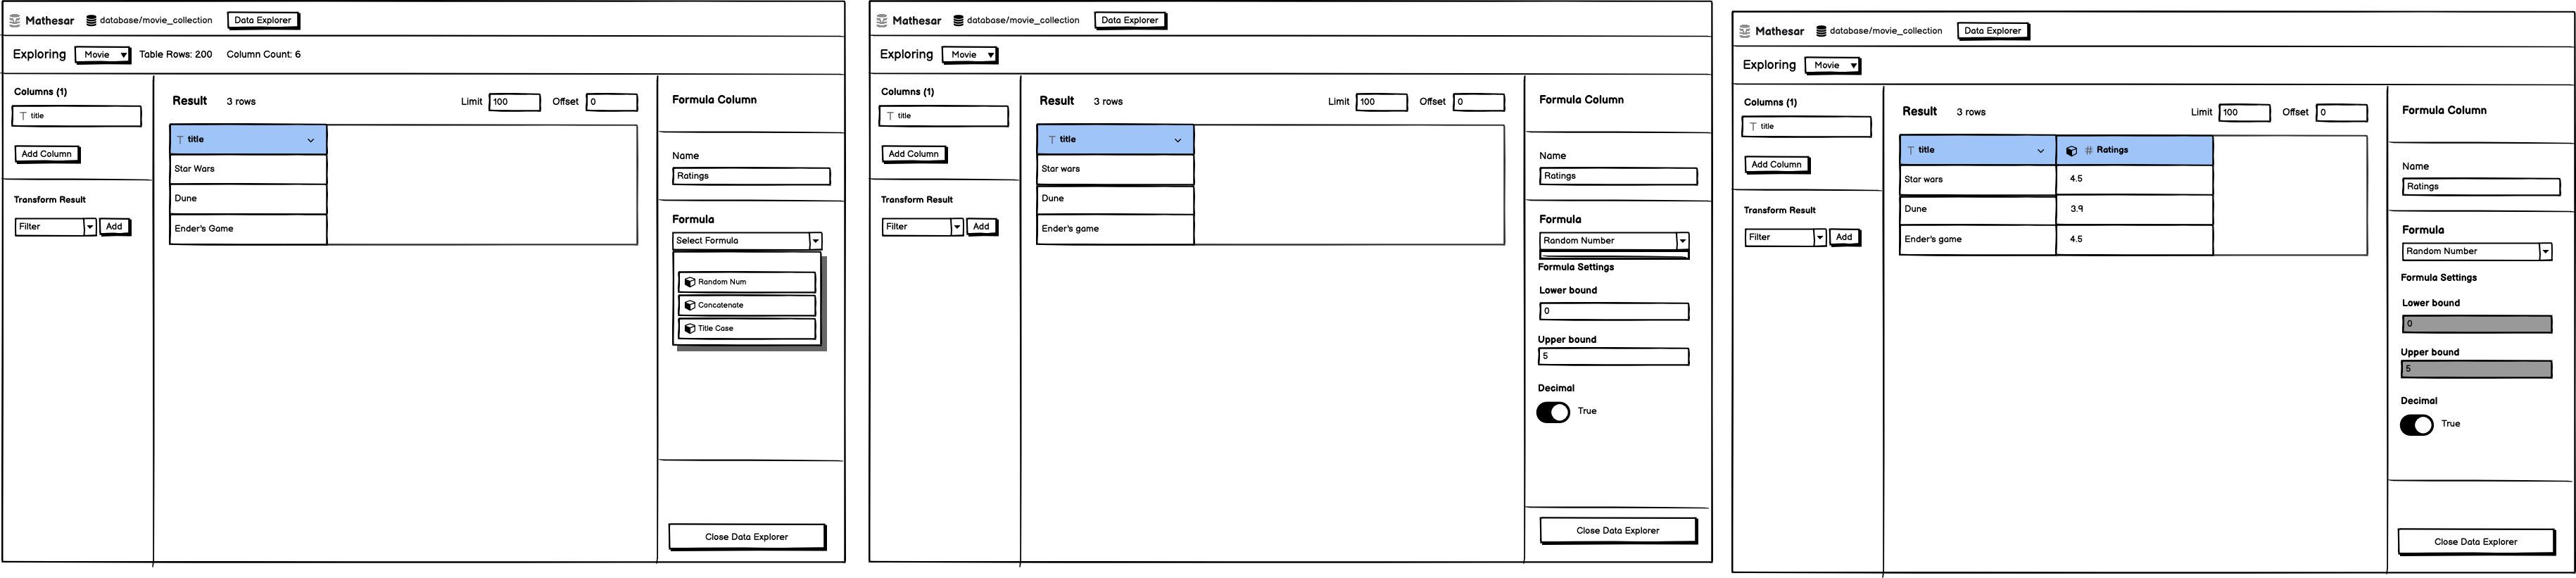 Mathesar database/movie_collection Data Explorer
Exploring Movie Table Rows: 200 Column Count: 6
Columns (1)
T title
Add Column
Transform Result
Filter Add
Result 3 rows Limit 100 Offset 0
T title
Star Wars
Dune
Ender's Game
Formula Column
Name
Ratings
Formula
Select Formula
Random Num
Concatenate
Title Case
Close Data Explorer
Mathesar database/movie_collection Data Explorer
Exploring Movie
Columns (1)
T title
Add Column
Transform Result
Filter Add
Result 3 rows Limit 100 Offset 0
T title
Star wars
Dune
Ender's game
Formula Column
Name
Ratings
Formula
Random Number
Formula Settings
Lower bound
0
Upper bound
5
Decimal
True
Close Data Explorer
Mathesar database/movie_collection Data Explorer
Exploring Movie
Columns (1)
T title
Add Column
Transform Result
Filter Add
Result 3 rows Limit 100 Offset 0
T title # Ratings
Star wars 4.5
Dune 3.9
Ender's game 4.5
Formula Column
Name
Ratings
Formula
Random Number
Formula Settings
Lower bound
0
Upper bound
5
Decimal
True
Close Data Explorer